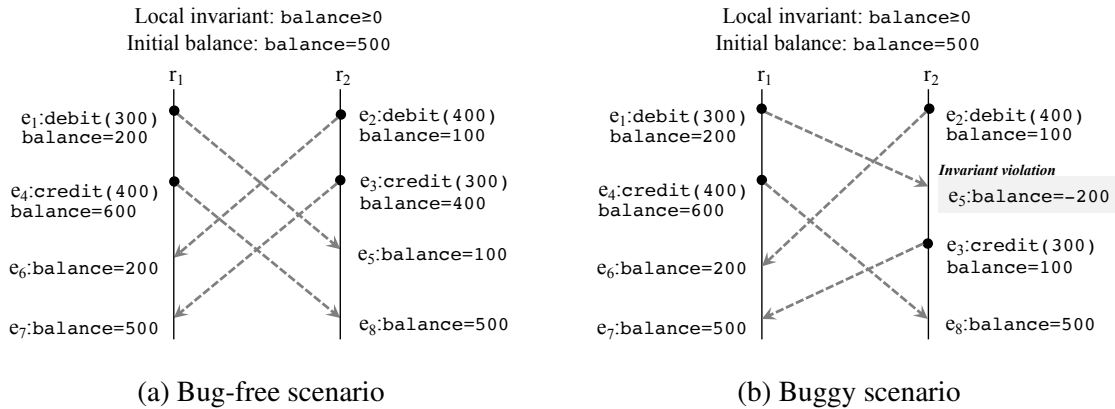 Local invariant: balance≥0
Initial balance: balance=500
r₁
r₂
e₁:debit(300)
balance=200
e₂:debit(400)
balance=100
e₄:credit(400)
balance=600
e₃:credit(300)
balance=400
e₆:balance=200
e₅:balance=100
e₇:balance=500
e₈:balance=500
(a) Bug-free scenario
Local invariant: balance≥0
Initial balance: balance=500
r₁
r₂
e₁:debit(300)
balance=200
e₂:debit(400)
balance=100
Invariant violation
e₅:balance=-200
e₄:credit(400)
balance=600
e₃:credit(300)
balance=100
e₆:balance=200
e₇:balance=500
e₈:balance=500
(b) Buggy scenario